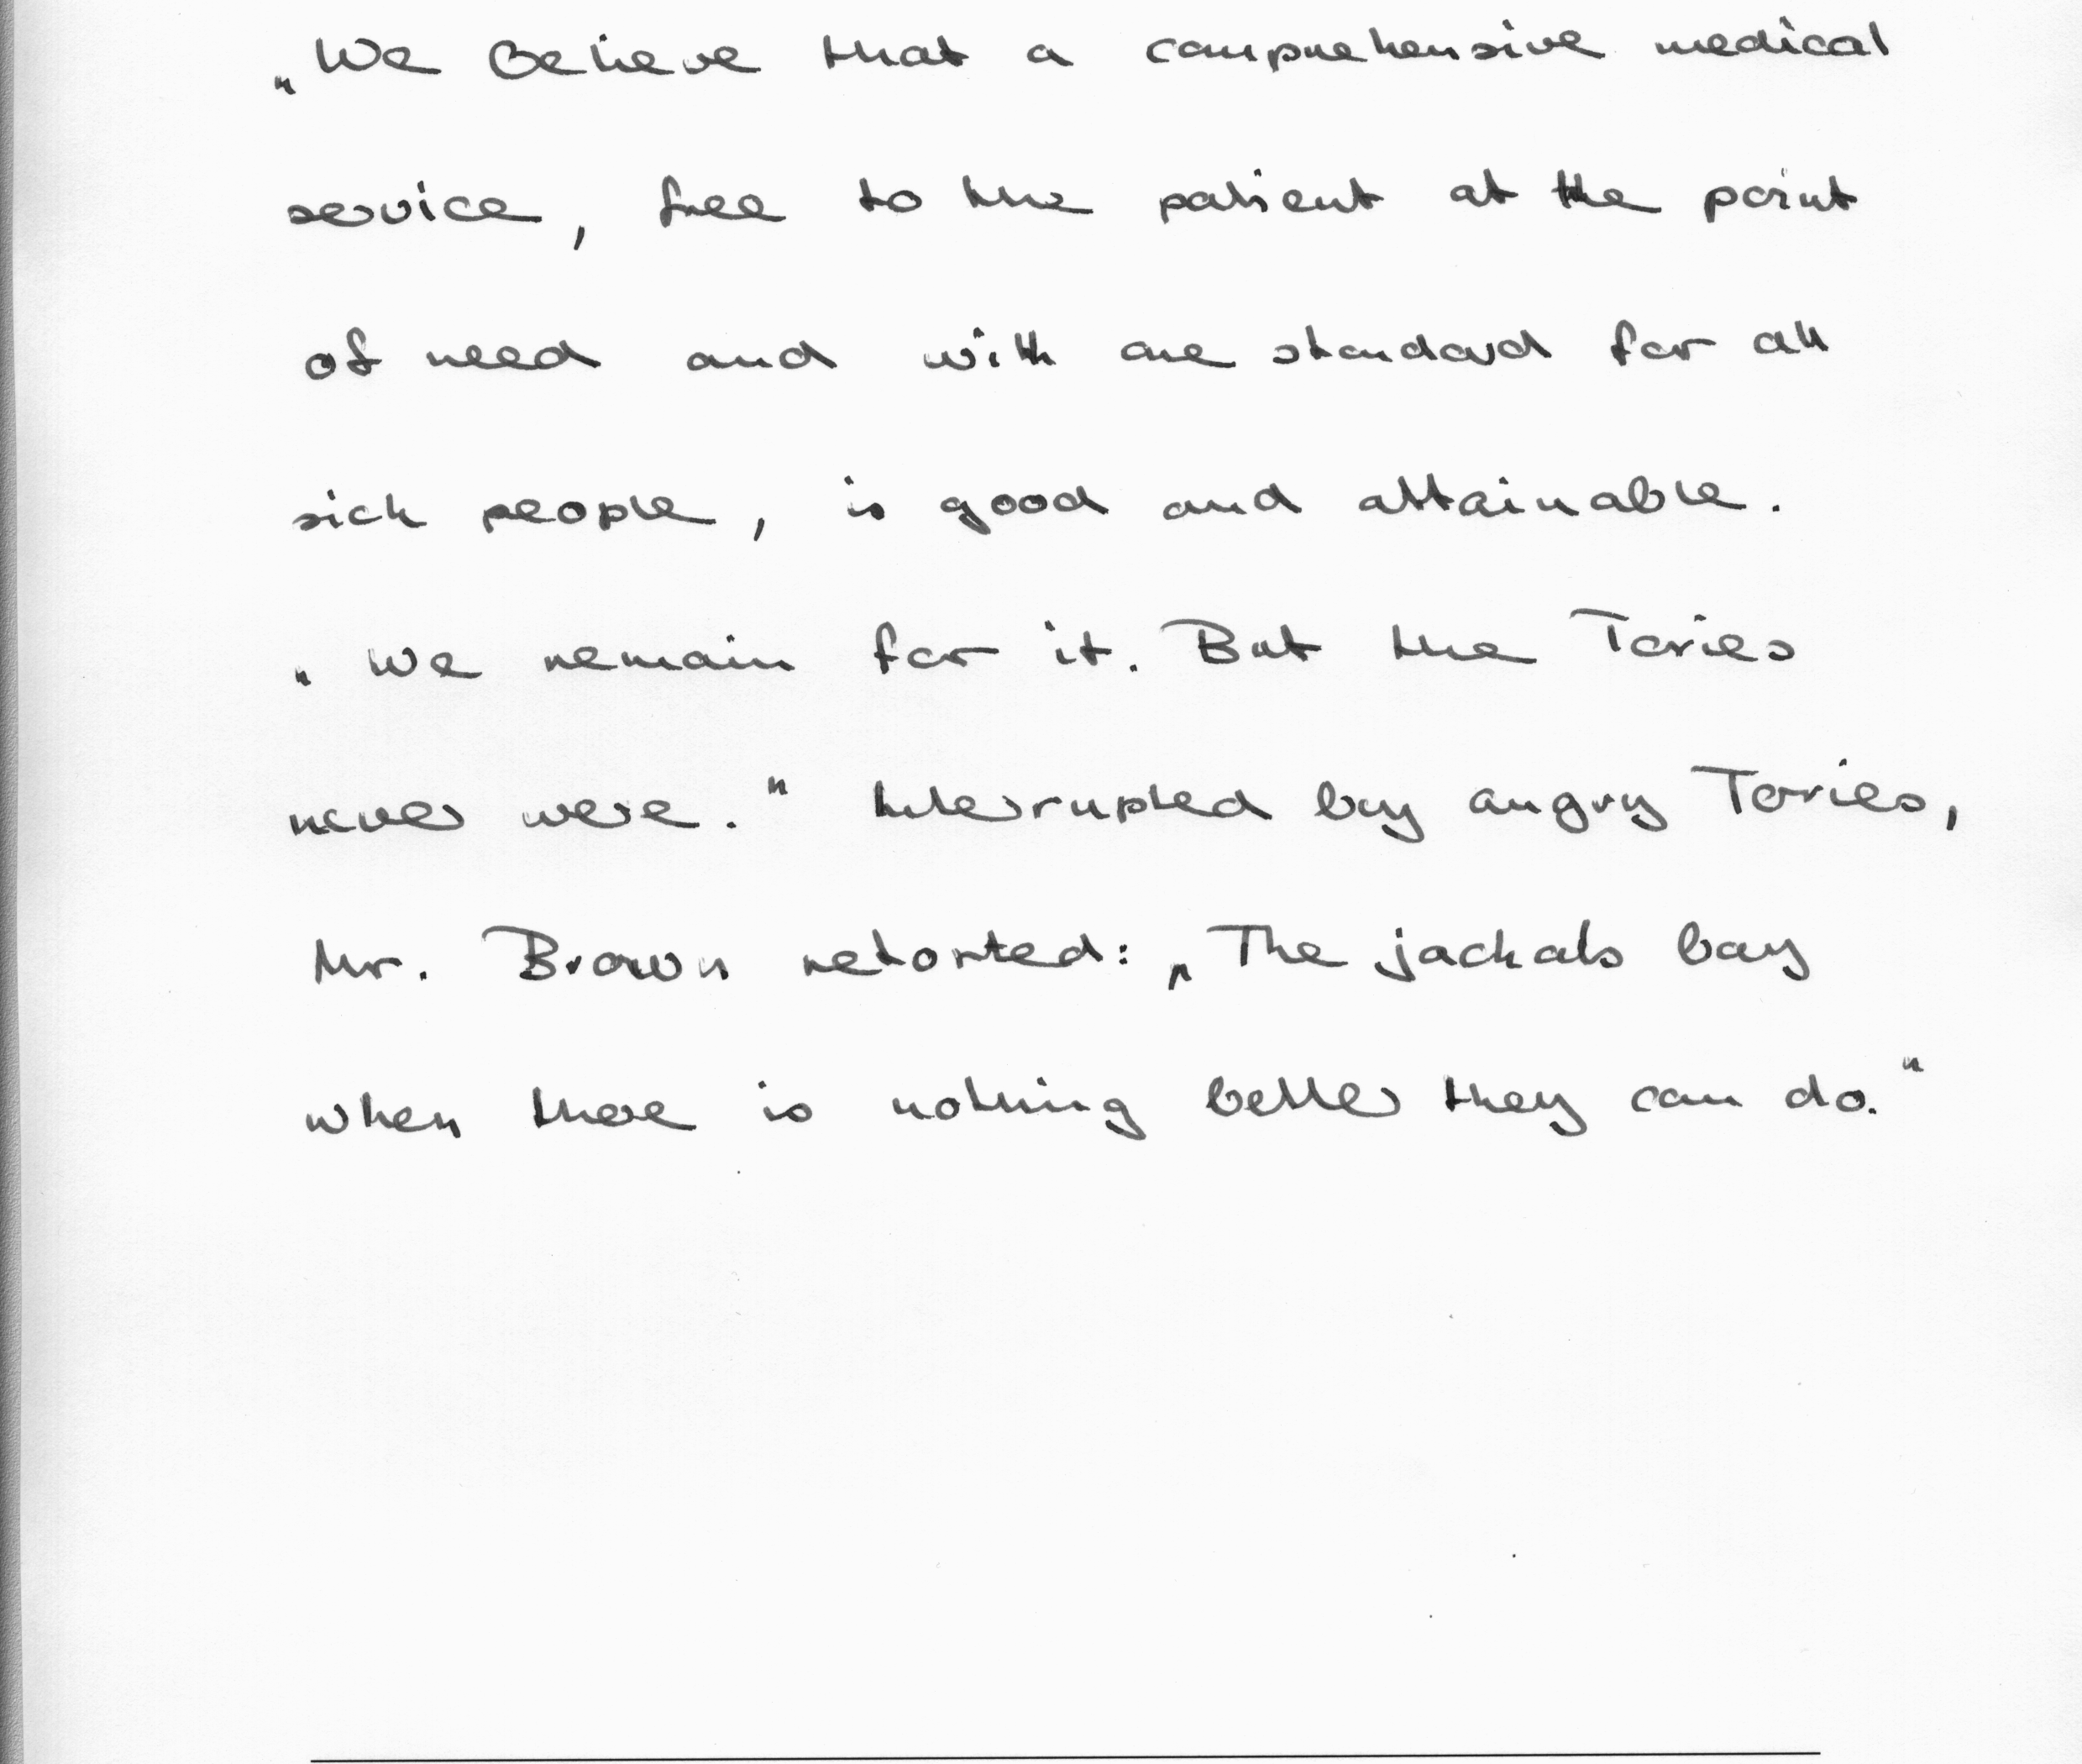 „We believe that a comprehensive medical
service, free to the patient at the point
of need and with one standard for all
sick people, is good and attainable.
„We remain for it. But the Tories
never were." Interrupted by angry Tories,
Mr. Brown retorted: „The jackals bay
when there is nothing better they can do."